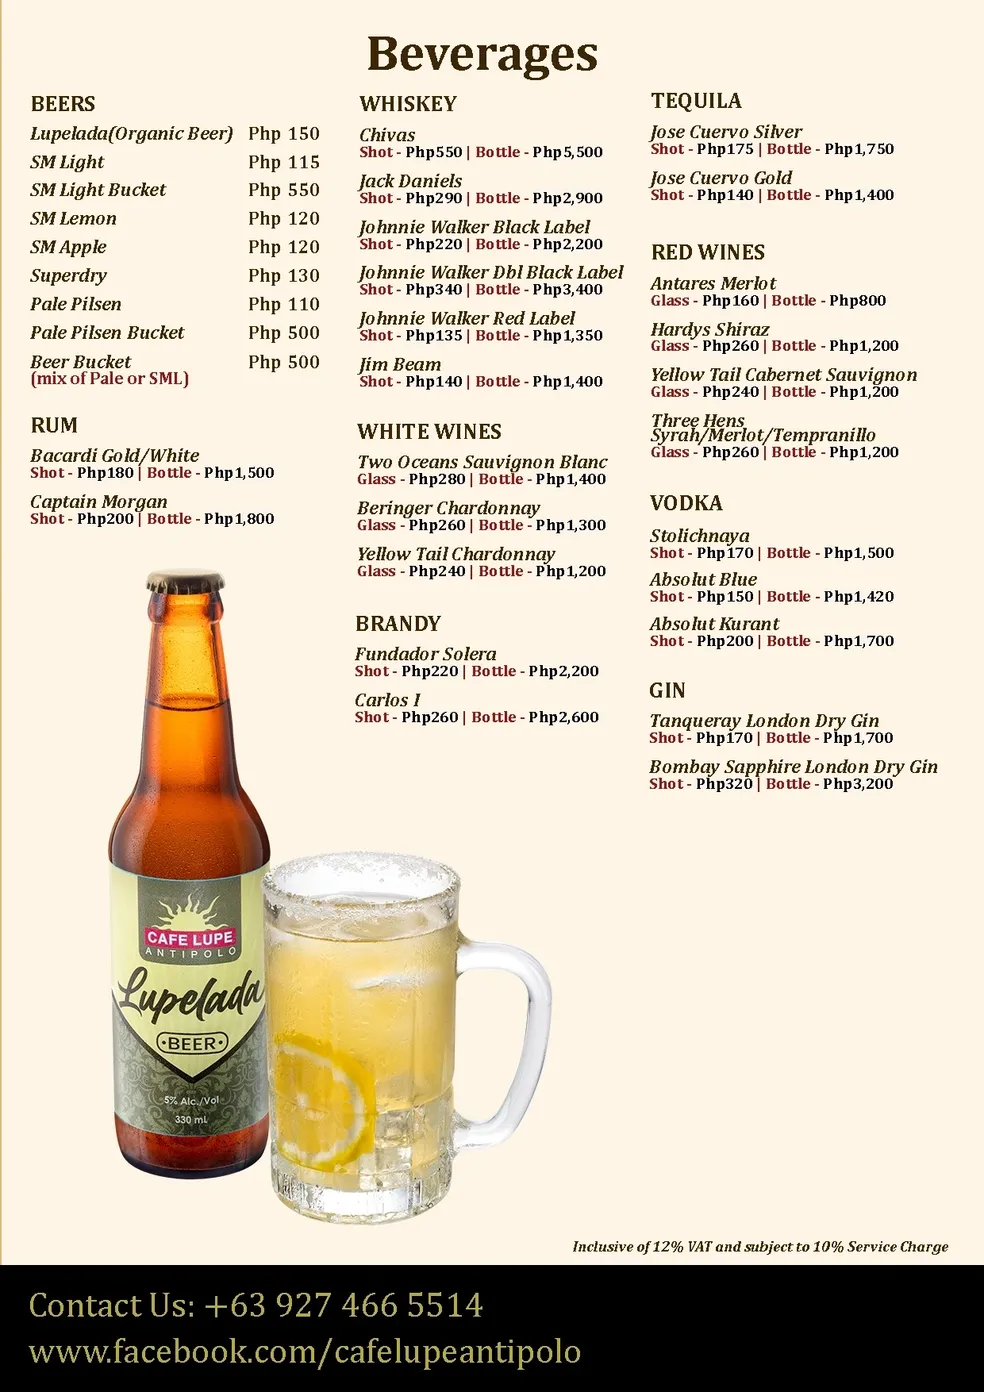 Beverages
BEERS
Lupelada(Organic Beer) Php 150
SM Light Php 115
SM Light Bucket Php 550
SM Lemon Php 120
SM Apple Php 120
Superdry Php 130
Pale Pilsen Php 110
Pale Pilsen Bucket Php 500
Beer Bucket Php 500
(mix of Pale or SML)
RUM
Bacardi Gold/White
Shot - Php180 | Bottle - Php1,500
Captain Morgan
Shot - Php200 | Bottle - Php1,800
WHISKEY
Chivas
Shot - Php550 | Bottle - Php5,500
Jack Daniels
Shot - Php290 | Bottle - Php2,900
Johnnie Walker Black Label
Shot - Php220 | Bottle - Php2,200
Johnnie Walker Dbl Black Label
Shot - Php340 | Bottle - Php3,400
Johnnie Walker Red Label
Shot - Php135 | Bottle - Php1,350
Jim Beam
Shot - Php140 | Bottle - Php1,400
WHITE WINES
Two Oceans Sauvignon Blanc
Glass - Php280 | Bottle - Php1,400
Beringer Chardonnay
Glass - Php260 | Bottle - Php1,300
Yellow Tail Chardonnay
Glass - Php240 | Bottle - Php1,200
BRANDY
Fundador Solera
Shot - Php220 | Bottle - Php2,200
Carlos I
Shot - Php260 | Bottle - Php2,600
TEQUILA
Jose Cuervo Silver
Shot - Php175 | Bottle - Php1,750
Jose Cuervo Gold
Shot - Php140 | Bottle - Php1,400
RED WINES
Antares Merlot
Glass - Php160 | Bottle - Php800
Hardys Shiraz
Glass - Php260 | Bottle - Php1,200
Yellow Tail Cabernet Sauvignon
Glass - Php240 | Bottle - Php1,200
Three Hens
Syrah/Merlot/Tempranillo
Glass - Php260 | Bottle - Php1,200
VODKA
Stolichnaya
Shot - Php170 | Bottle - Php1,500
Absolut Blue
Shot - Php150 | Bottle - Php1,420
Absolut Kurant
Shot - Php200 | Bottle - Php1,700
GIN
Tanqueray London Dry Gin
Shot - Php170 | Bottle - Php1,700
Bombay Sapphire London Dry Gin
Shot - Php320 | Bottle - Php3,200
CAFE LUPE
ANTIPOLO
Lupelada
·BEER·
5% Alc./Vol
330 mL
Inclusive of 12% VAT and subject to 10% Service Charge
Contact Us: +63 927 466 5514
www.facebook.com/cafelupeantipolo